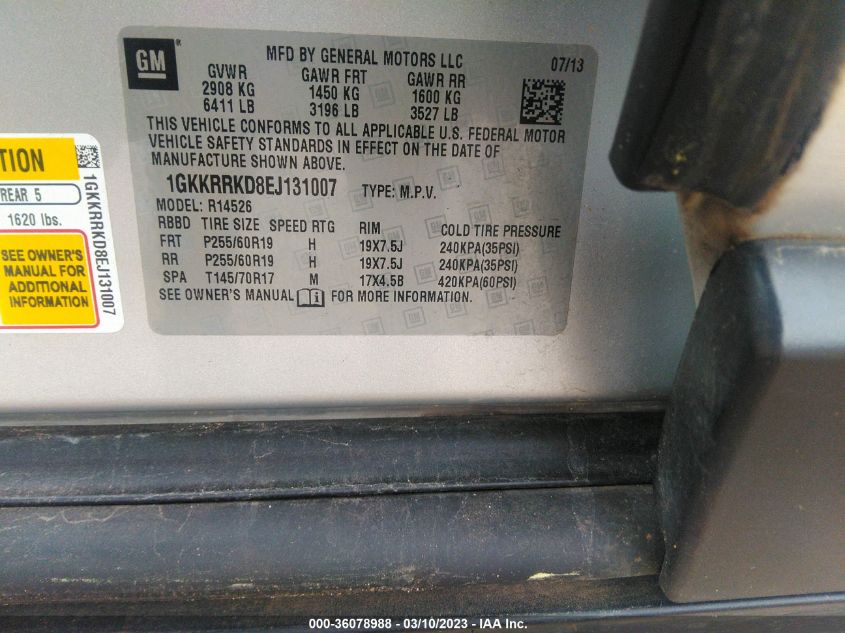 GM
MFD BY GENERAL MOTORS LLC
07/13
GVWR GAWR FRT GAWR RR
2908 KG 1450 KG 1600 KG
6411 LB 3196 LB 3527 LB
THIS VEHICLE CONFORMS TO ALL APPLICABLE U.S. FEDERAL MOTOR
VEHICLE SAFETY STANDARDS IN EFFECT ON THE DATE OF
MANUFACTURE SHOWN ABOVE.
1GKKRRKD8EJ131007 TYPE: M.P.V.
MODEL: R14526
RBBD TIRE SIZE SPEED RTG RIM COLD TIRE PRESSURE
FRT P255/60R19 H 19X7.5J 240KPA(35PSI)
RR P255/60R19 H 19X7.5J 240KPA(35PSI)
SPA T145/70R17 M 17X4.5B 420KPA(60PSI)
SEE OWNER'S MANUAL i FOR MORE INFORMATION.
REAR 5
1620 lbs.
SEE OWNER'S
MANUAL FOR
ADDITIONAL
INFORMATION
1GKKRRKD8EJ131007
000-36078988 - 03/10/2023 - IAA Inc.